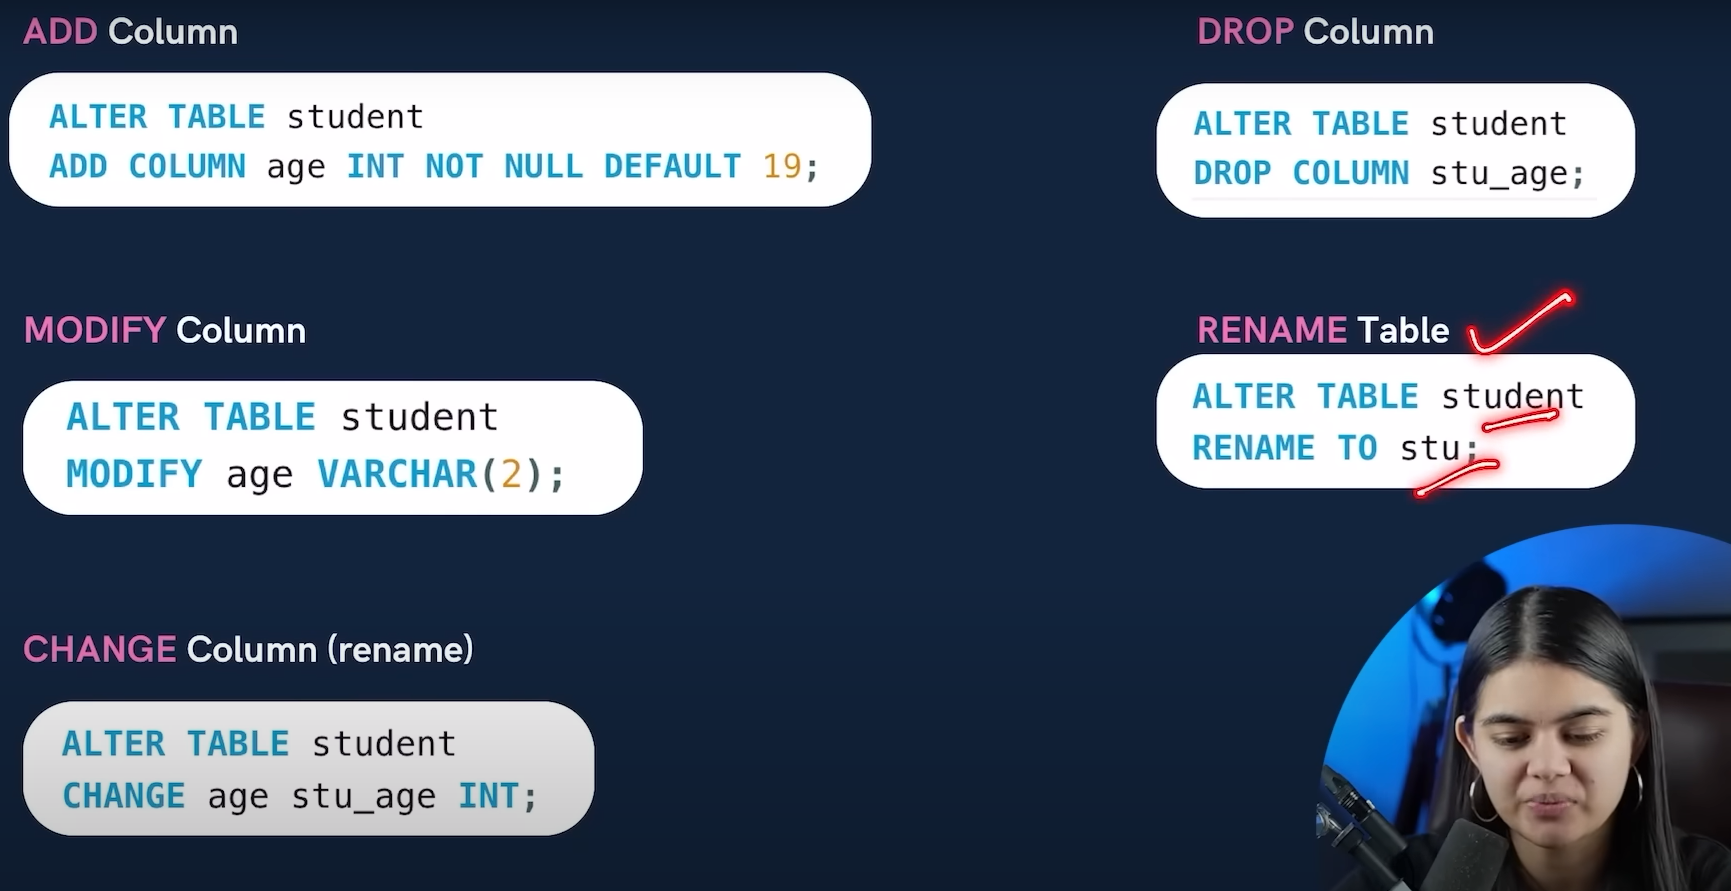 ADD Column
ALTER TABLE student
ADD COLUMN age INT NOT NULL DEFAULT 19;
MODIFY Column
ALTER TABLE student
MODIFY age VARCHAR(2);
CHANGE Column (rename)
ALTER TABLE student
CHANGE age stu_age INT;
DROP Column
ALTER TABLE student
DROP COLUMN stu_age;
RENAME Table
ALTER TABLE student
RENAME TO stu;